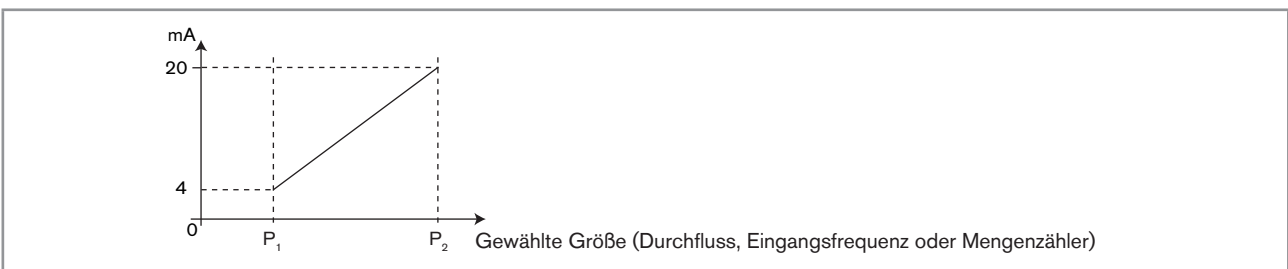 mA
20
4
0
P₁
P₂ Gewählte Größe (Durchfluss, Eingangsfrequenz oder Mengenzähler)